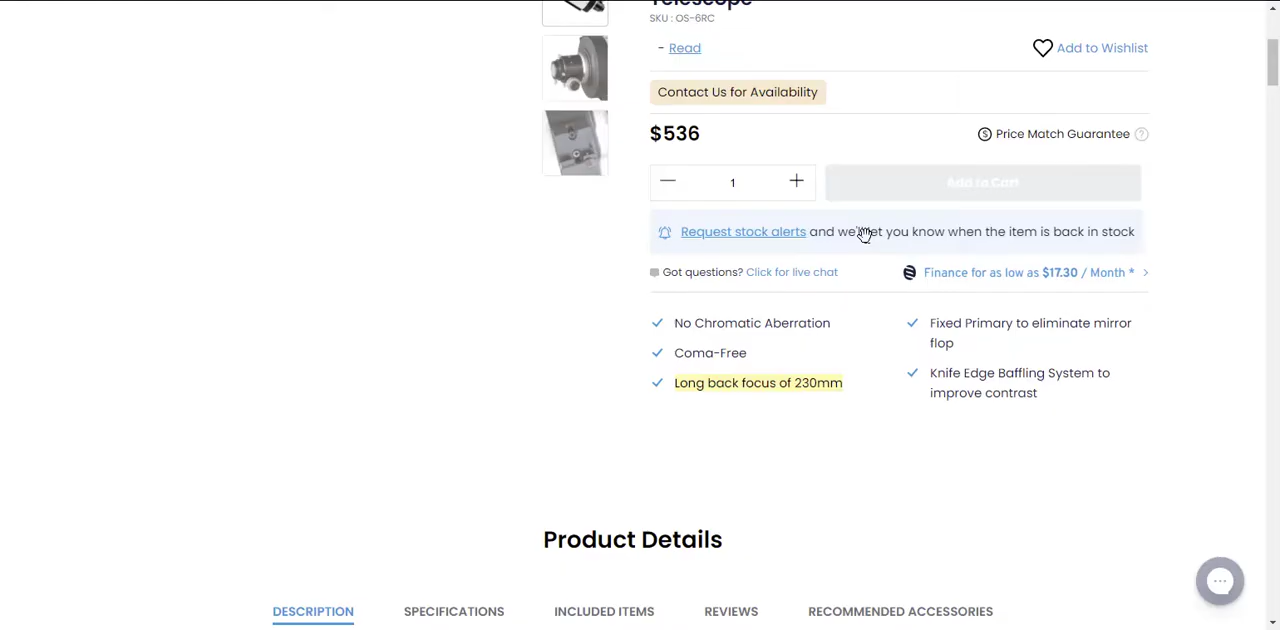 Telescope
SKU : OS-6RC
- Read
Add to Wishlist
Contact Us for Availability
$536
Price Match Guarantee ?
1
Add to Cart
Request stock alerts and we'll let you know when the item is back in stock
Got questions? Click for live chat
Finance for as low as $17.30 / Month * >
No Chromatic Aberration
Coma-Free
Long back focus of 230mm
Fixed Primary to eliminate mirror
flop
Knife Edge Baffling System to
improve contrast
Product Details
DESCRIPTION
SPECIFICATIONS
INCLUDED ITEMS
REVIEWS
RECOMMENDED ACCESSORIES